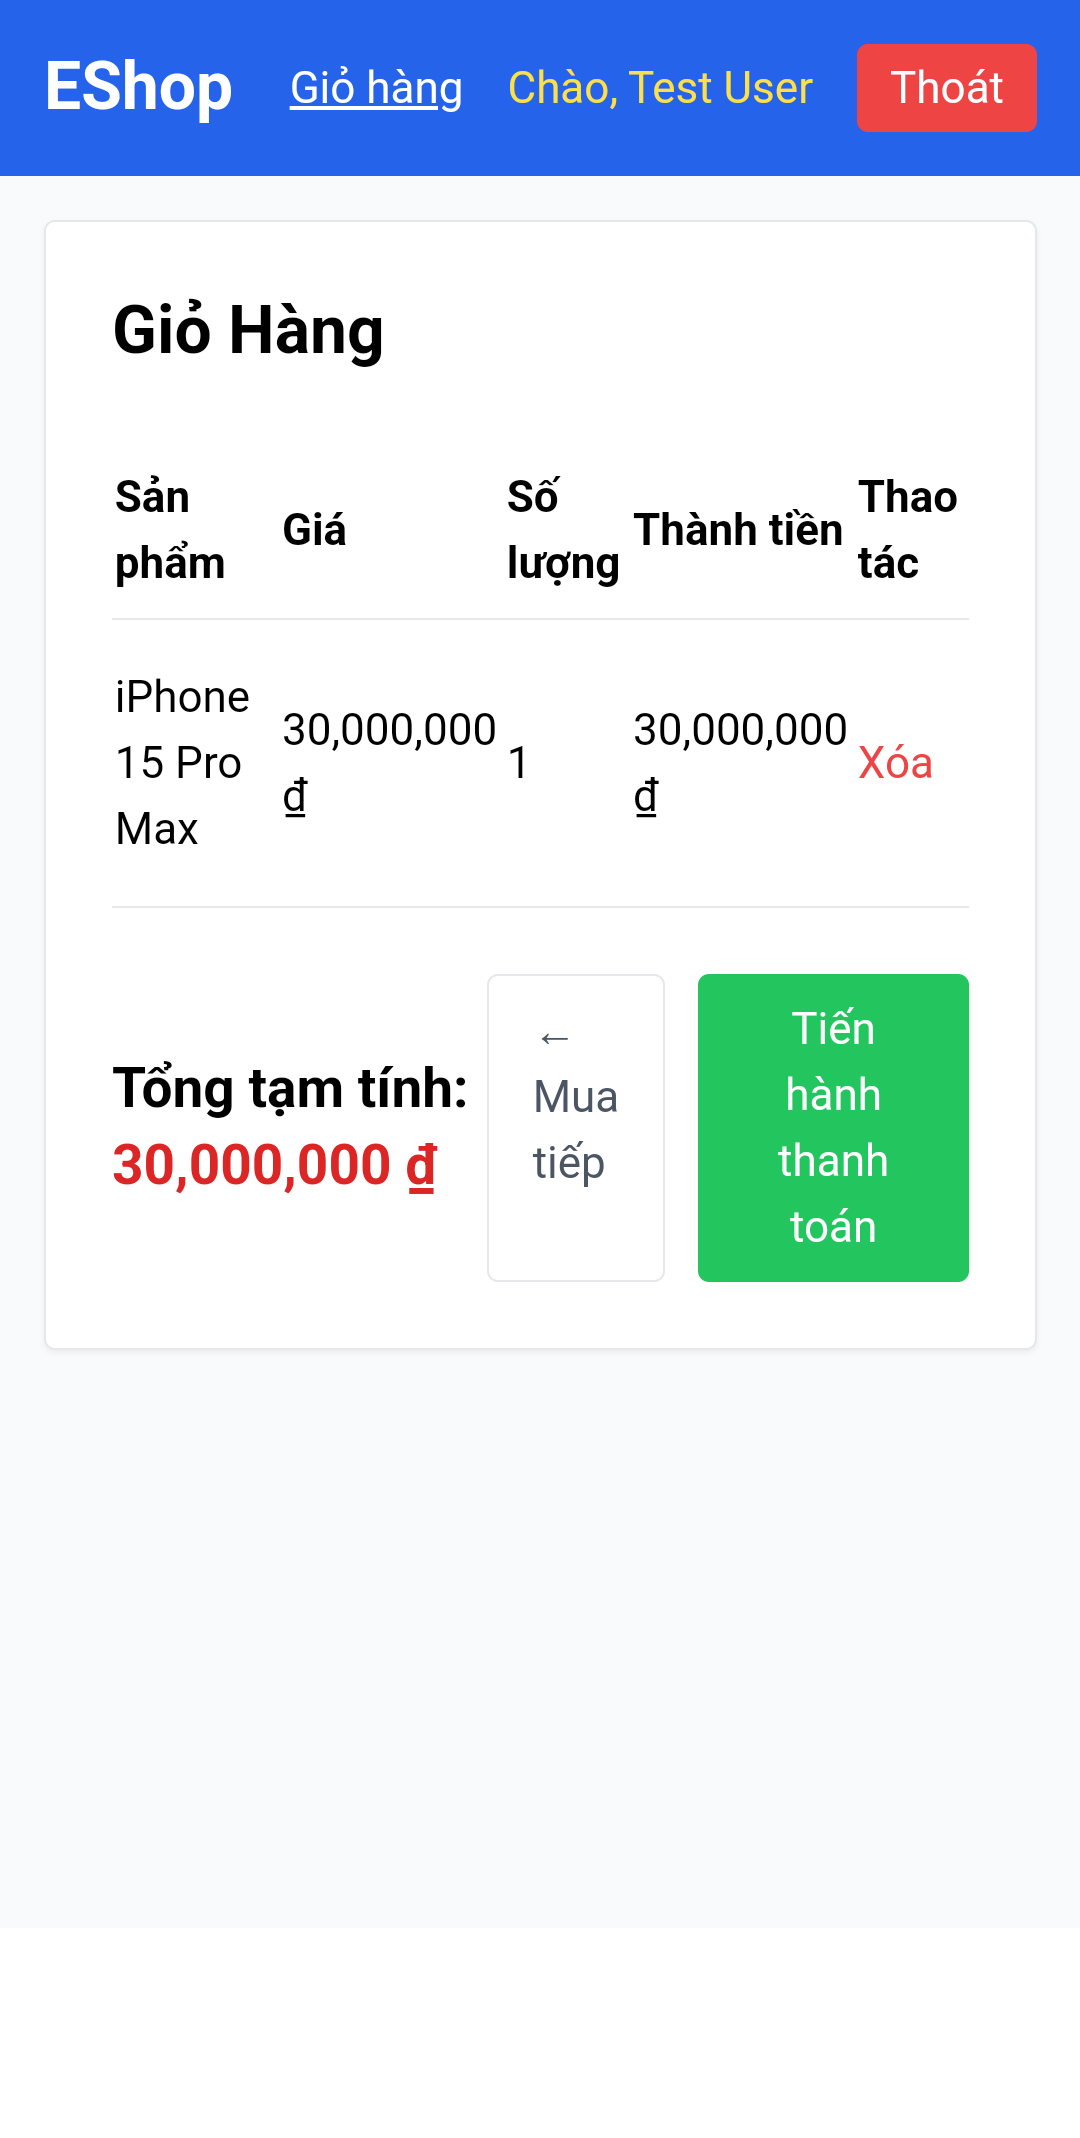 EShop Giỏ hàng Chào, Test User Thoát
Giỏ Hàng
Sản phẩm Giá Số lượng Thành tiền Thao tác
iPhone 15 Pro Max 30,000,000 ₫ 1 30,000,000 ₫ Xóa
Tổng tạm tính:
30,000,000 ₫
←
Mua
tiếp
Tiến
hành
thanh
toán